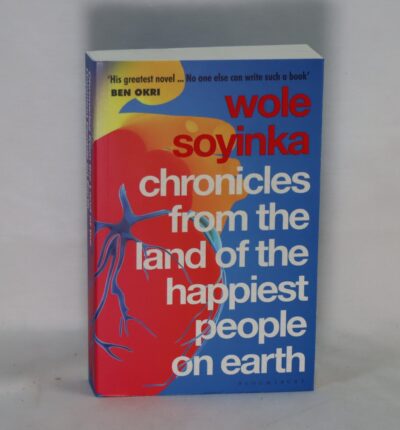 'His greatest novel ... No one else can write such a book'
BEN OKRI
wole
soyinka
chronicles
from the
land of the
happiest
people
on earth
BLOOMSBURY